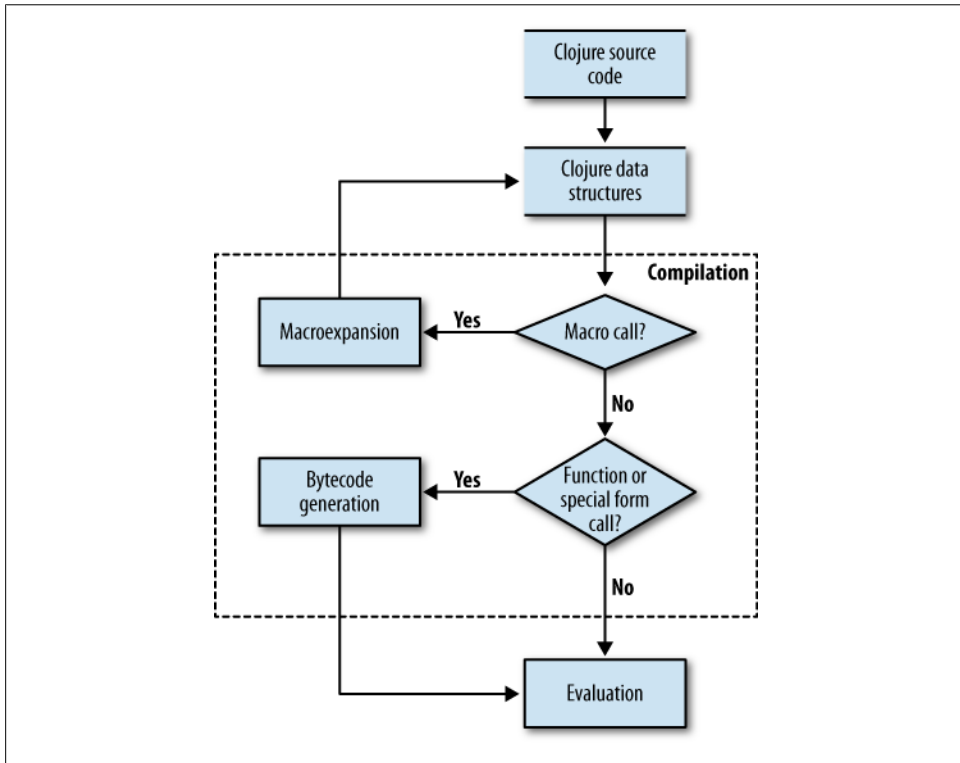 Clojure source
code
Clojure data
structures
Compilation
Macroexpansion
Yes
Macro call?
No
Bytecode
generation
Yes
Function or
special form
call?
No
Evaluation